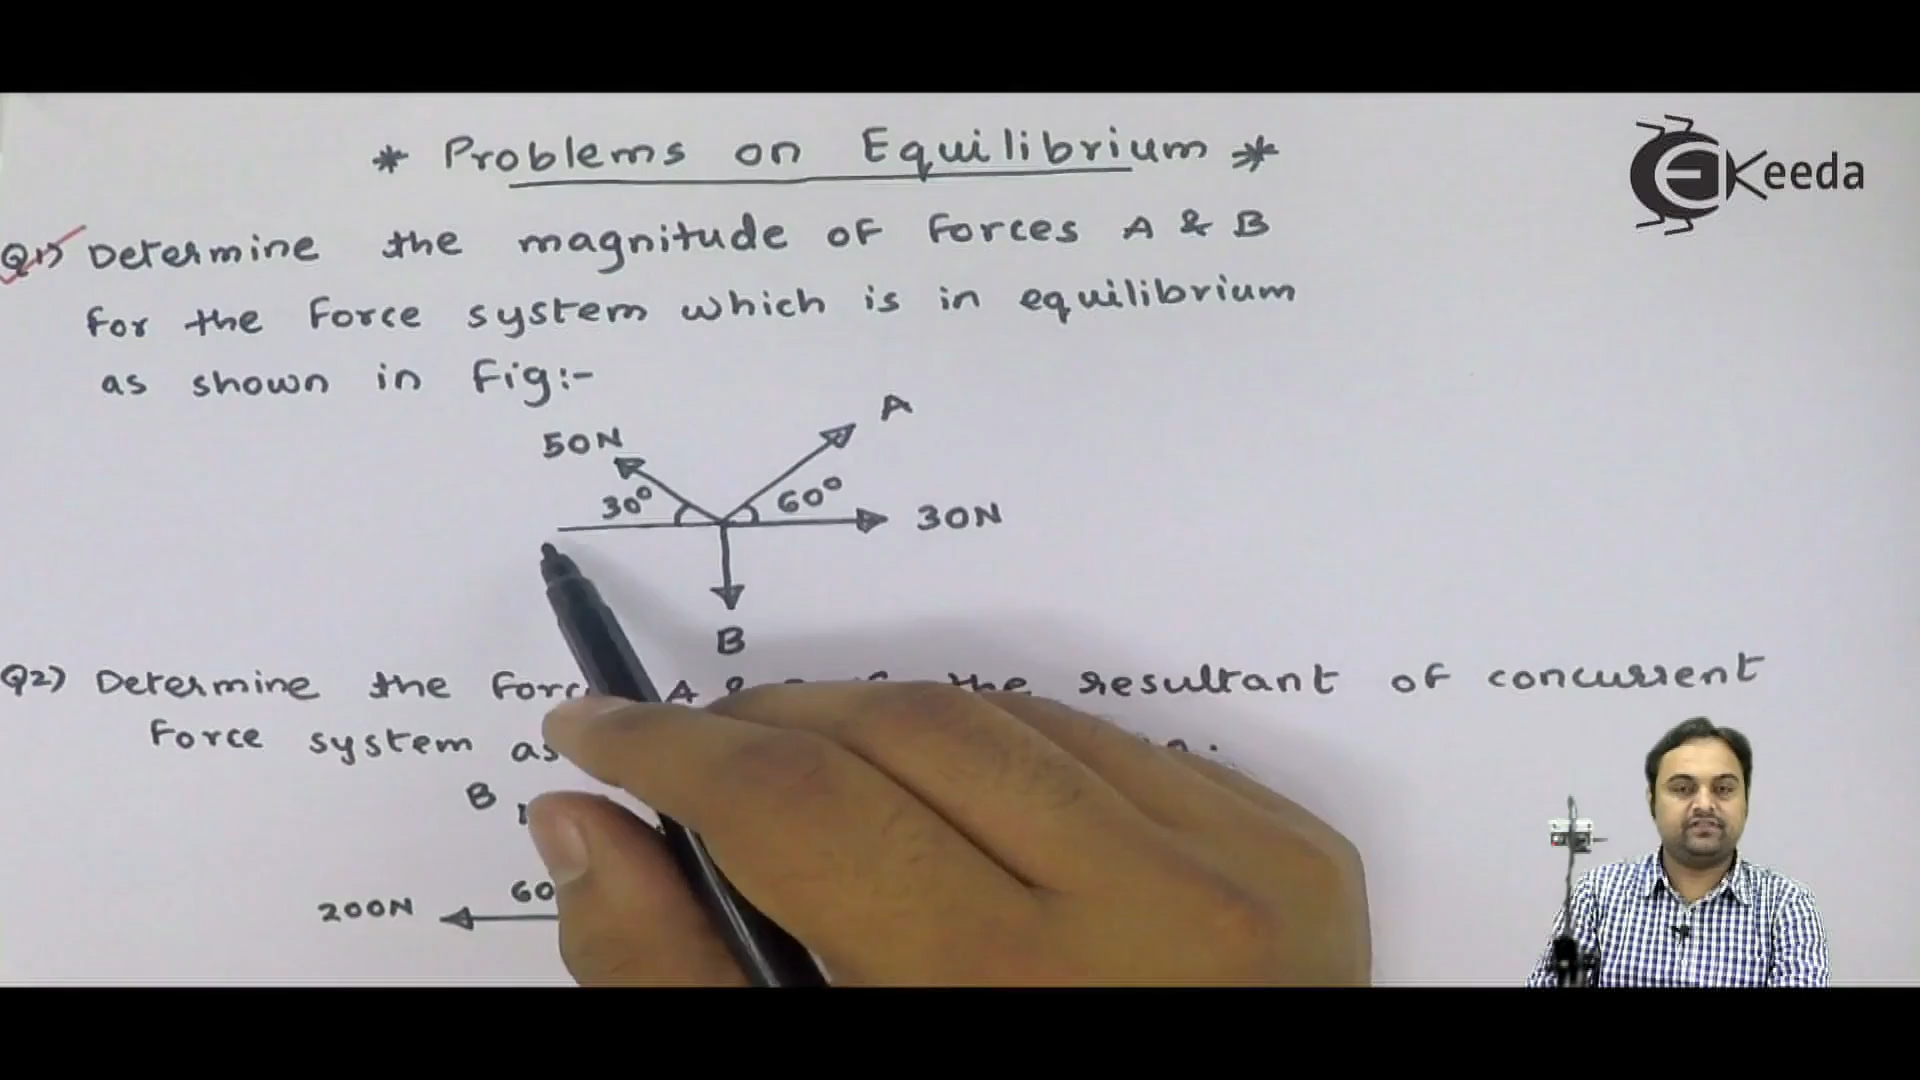 * Problems on Equilibrium *
EKeeda
Q1) Determine the magnitude of forces A & B
for the force system which is in equilibrium
as shown in fig:-
A
50N
30° 60°
30N
B
Q2) Determine the A the resultant of concurrent
force system as
B
60
200N